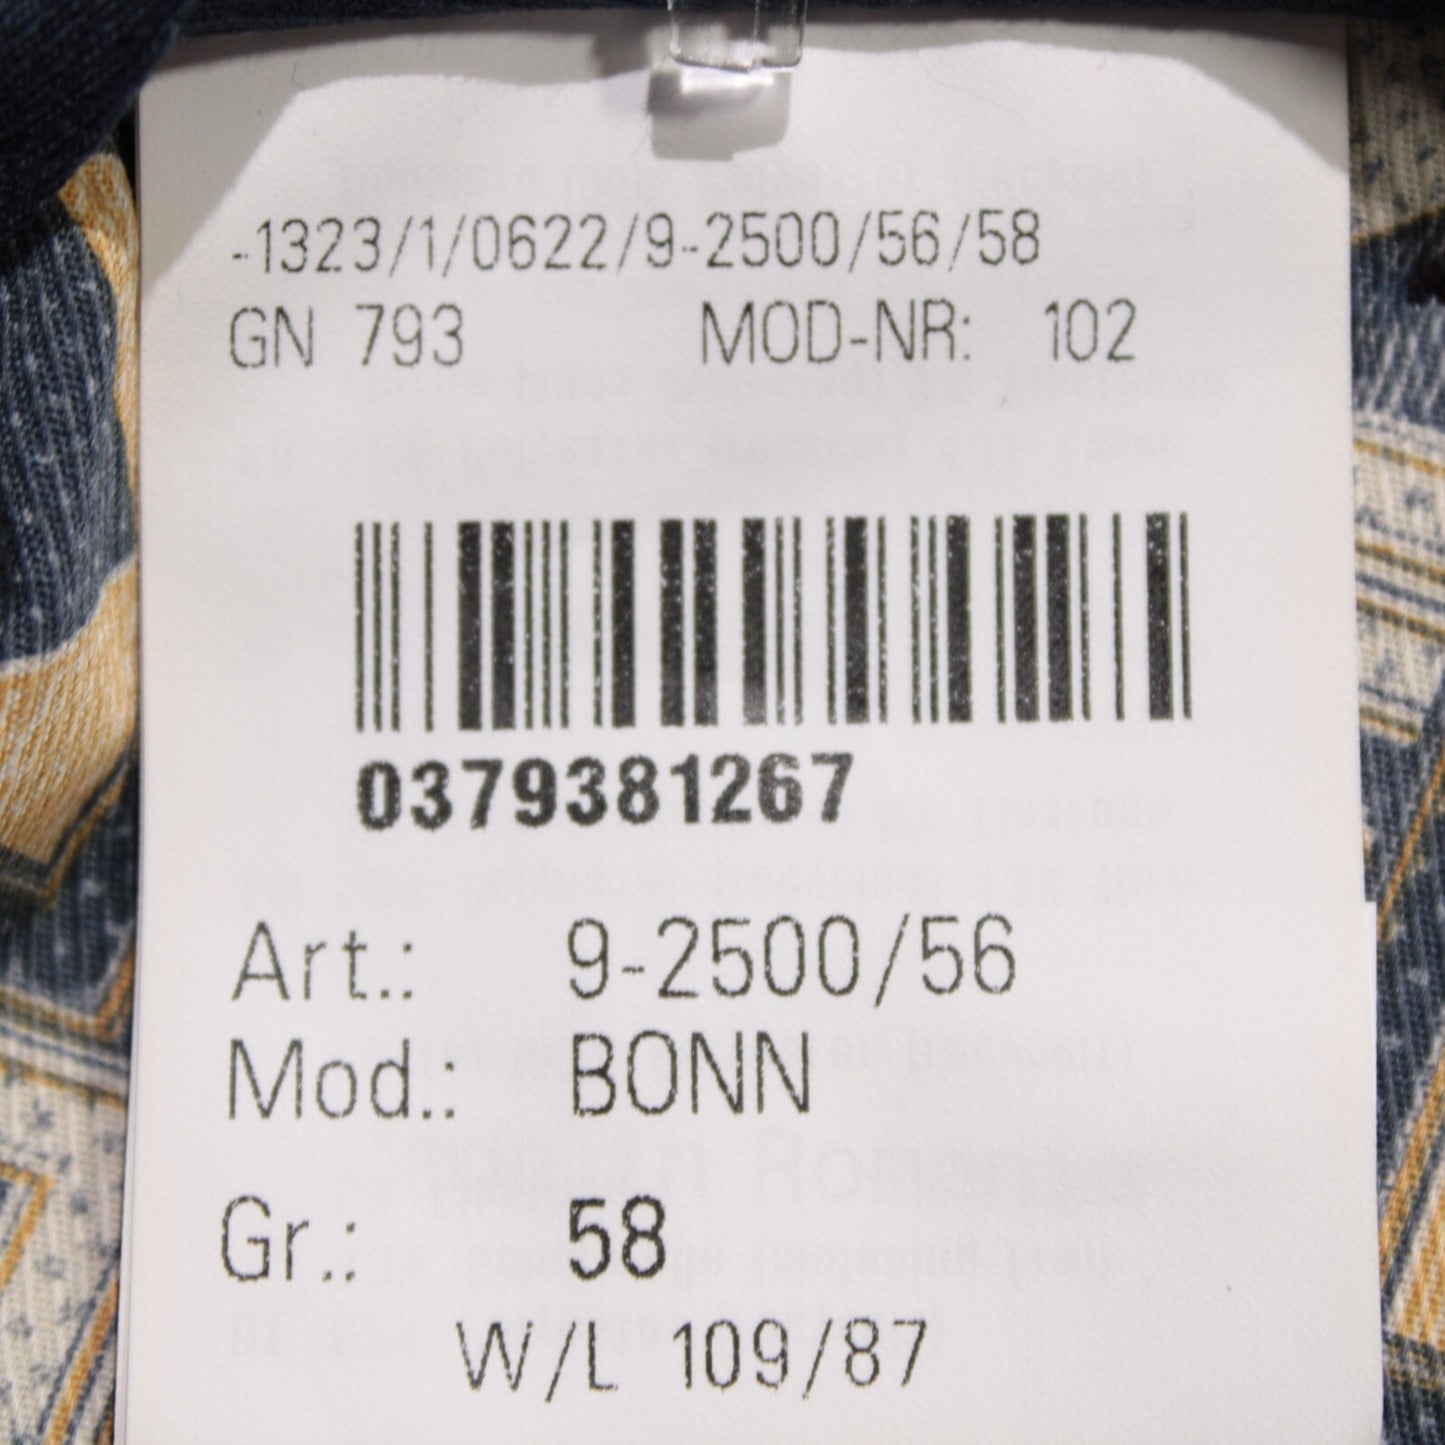 -1323/1/0622/9-2500/56/58
GN 793 MOD-NR: 102
0379381267
Art.: 9-2500/56
Mod.: BONN
Gr.: 58
W/L 109/87